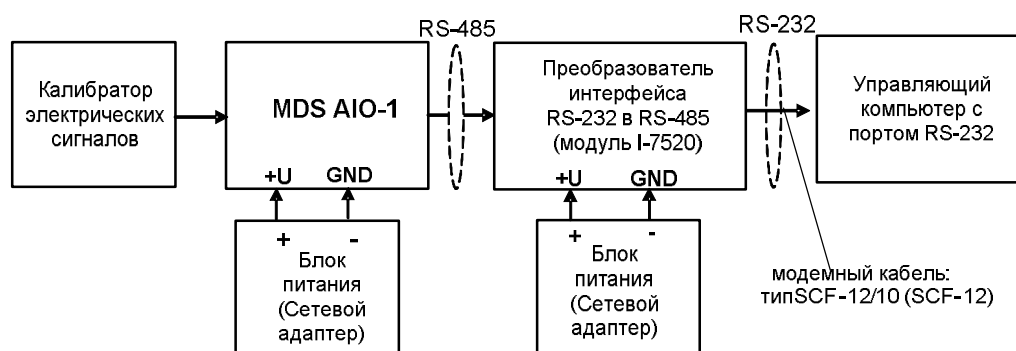 RS-485
RS-232
Калибратор
электрических
сигналов
MDS AIO-1
+U GND
Преобразователь
интерфейса
RS-232 в RS-485
(модуль I-7520)
+U GND
Управляющий
компьютер с
портом RS-232
+ -
Блок
питания
(Сетевой
адаптер)
+ -
Блок
питания
(Сетевой
адаптер)
модемный кабель:
типSCF-12/10 (SCF-12)